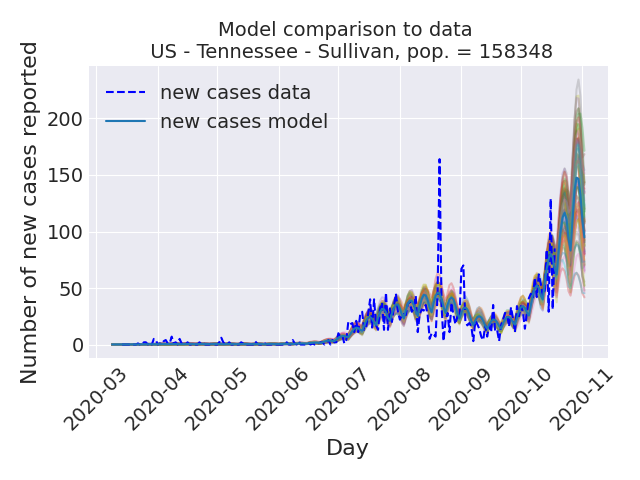 Model comparison to data
US - Tennessee - Sullivan, pop. = 158348
Number of new cases reported
new cases data
new cases model
200
150
100
50
0
2020-03
2020-04
2020-05
2020-06
2020-07
2020-08
2020-09
2020-10
2020-11
Day